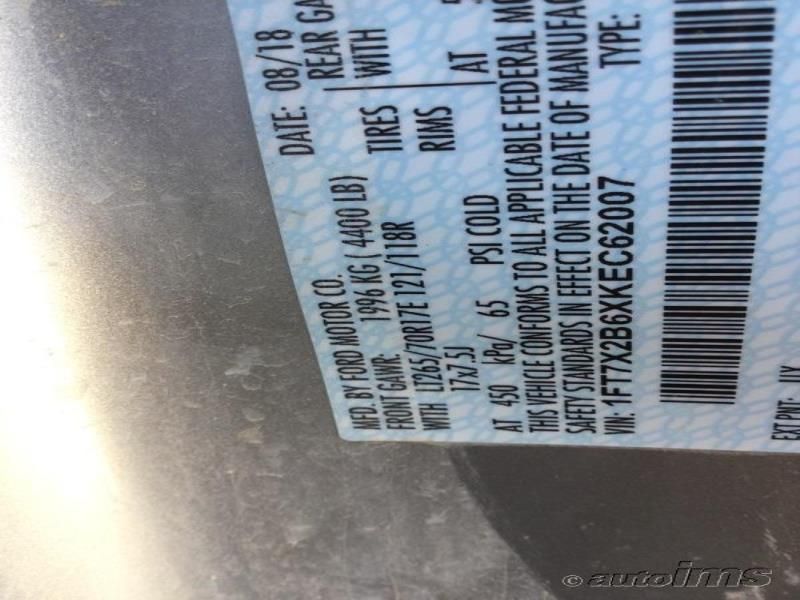 MFD. BY FORD MOTOR CO.
DATE: 08/18
FRONT GAWR: 1996 KG ( 4400 LB)
REAR GA
WITH LT265/70R17E 121/118R
TIRES WITH
17x7.5J
RIMS
AT 450 kPa/ 65 PSI COLD
AT 5
THIS VEHICLE CONFORMS TO ALL APPLICABLE FEDERAL MO
SAFETY STANDARDS IN EFFECT ON THE DATE OF MANUFAC
VIN: 1FT7X2B6XKEC62007
TYPE:
EXT PNT: UX
© autoims